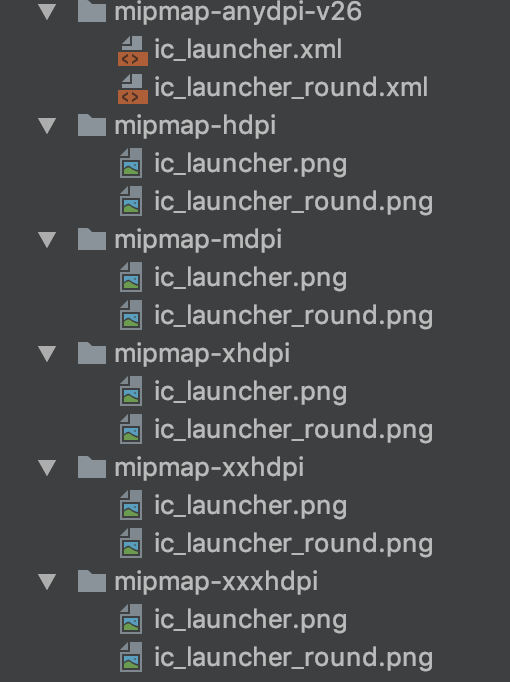 mipmap-anydpi-v26
ic_launcher.xml
ic_launcher_round.xml
mipmap-hdpi
ic_launcher.png
ic_launcher_round.png
mipmap-mdpi
ic_launcher.png
ic_launcher_round.png
mipmap-xhdpi
ic_launcher.png
ic_launcher_round.png
mipmap-xxhdpi
ic_launcher.png
ic_launcher_round.png
mipmap-xxxhdpi
ic_launcher.png
ic_launcher_round.png